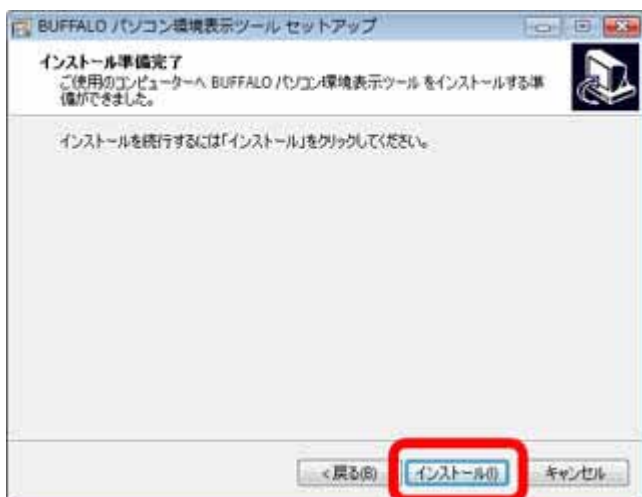 BUFFALO パソコン環境表示ツール セットアップ
インストール準備完了
ご使用のコンピューターへ BUFFALO パソコン環境表示ツール をインストールする準
備ができました。
インストールを続行するには「インストール」をクリックしてください。
< 戻る(B)
インストール(I)
キャンセル